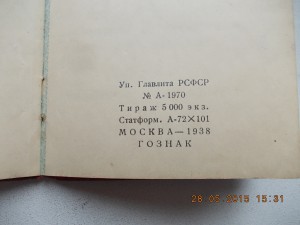 Уп. Главлита РСФСР
№ А-1970
Тираж 5 000 экз.
Статформ. А-72×101
МОСКВА—1938
ГОЗНАК
28/05/2015 15:31